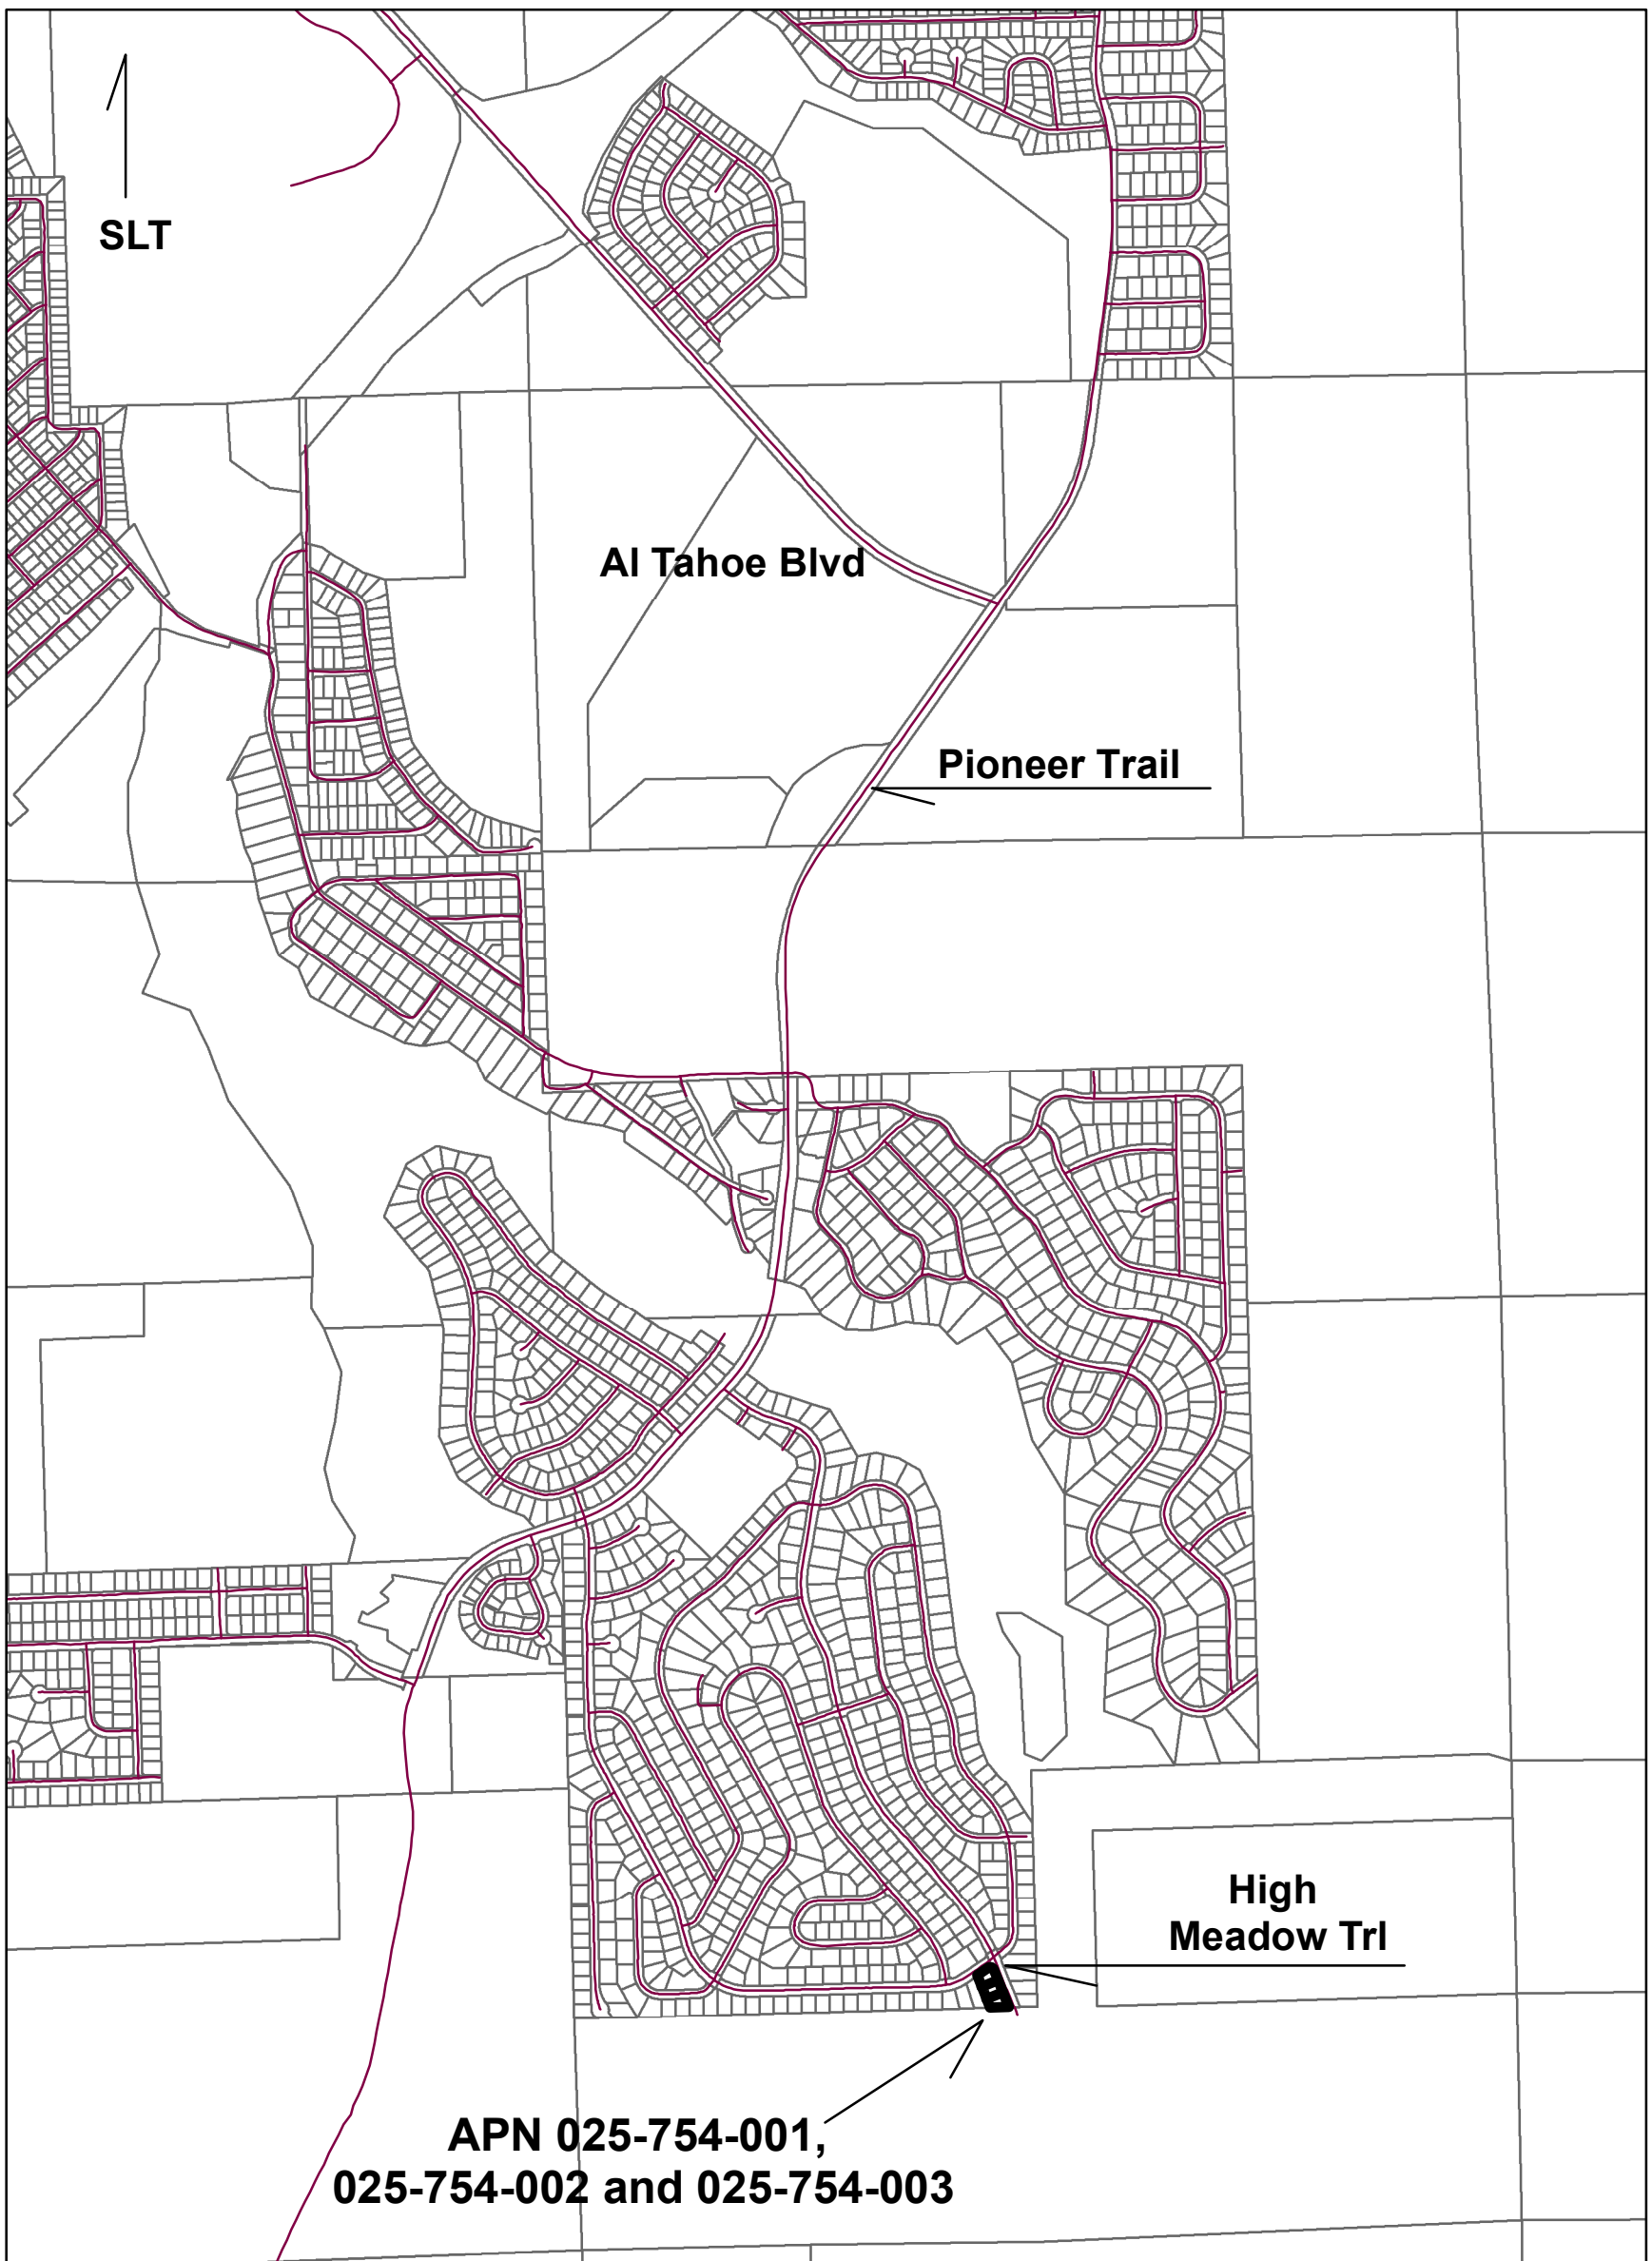 SLT
Al Tahoe Blvd
Pioneer Trail
High
Meadow Trl
APN 025-754-001,
025-754-002 and 025-754-003